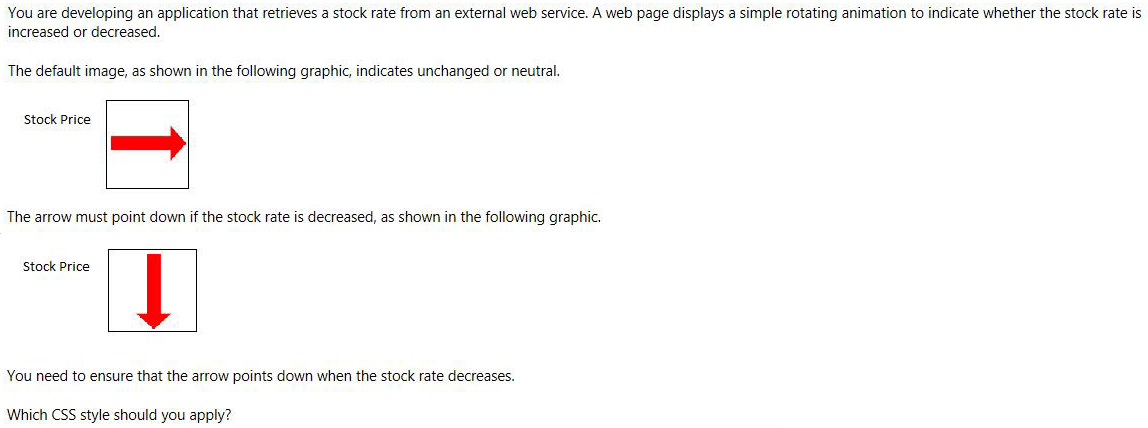 You are developing an application that retrieves a stock rate from an external web service. A web page displays a simple rotating animation to indicate whether the stock rate is
increased or decreased.
The default image, as shown in the following graphic, indicates unchanged or neutral.
Stock Price
The arrow must point down if the stock rate is decreased, as shown in the following graphic.
Stock Price
You need to ensure that the arrow points down when the stock rate decreases.
Which CSS style should you apply?